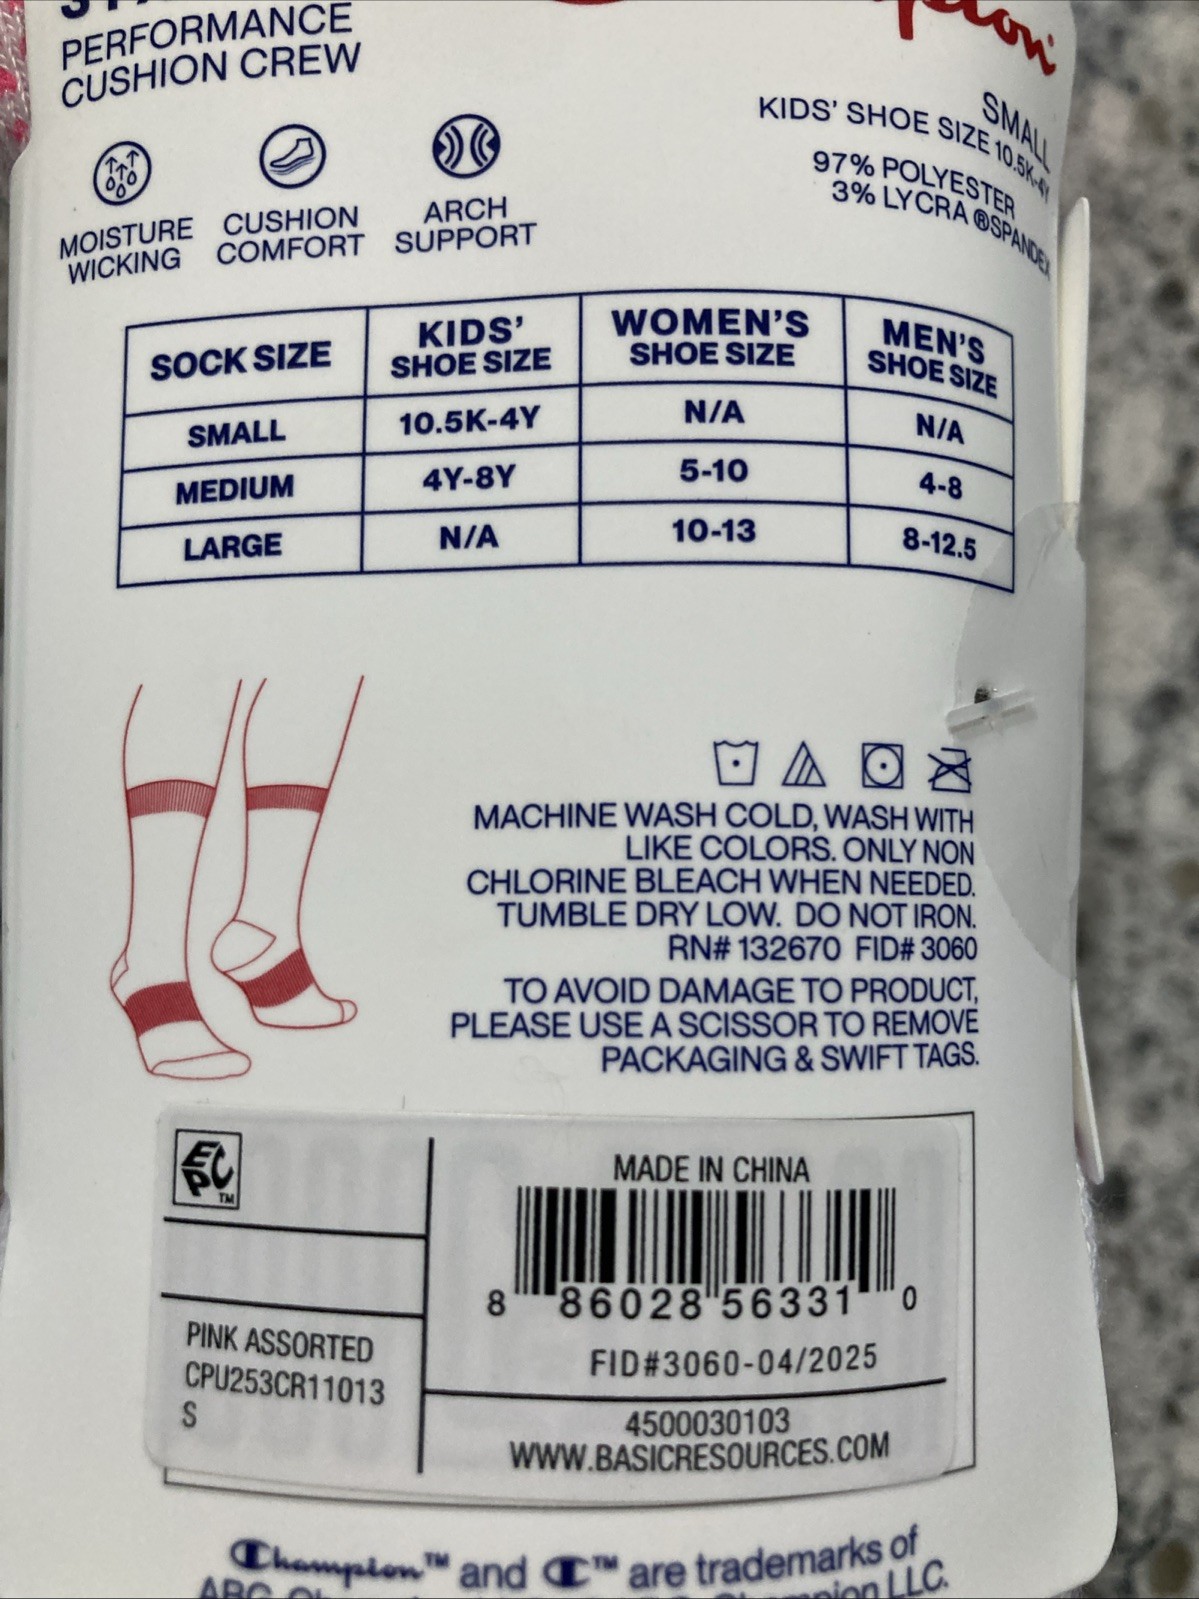 PERFORMANCE
CUSHION CREW
SMALL
KIDS' SHOE SIZE 10.5K-4Y
97% POLYESTER
3% LYCRA ®SPANDEX
MOISTURE
WICKING
CUSHION
COMFORT
ARCH
SUPPORT
SOCK SIZE KIDS' SHOE SIZE WOMEN'S SHOE SIZE MEN'S SHOE SIZE
SMALL 10.5K-4Y N/A N/A
MEDIUM 4Y-8Y 5-10 4-8
LARGE N/A 10-13 8-12.5
MACHINE WASH COLD, WASH WITH
LIKE COLORS. ONLY NON
CHLORINE BLEACH WHEN NEEDED.
TUMBLE DRY LOW. DO NOT IRON.
RN# 132670 FID# 3060
TO AVOID DAMAGE TO PRODUCT,
PLEASE USE A SCISSOR TO REMOVE
PACKAGING & SWIFT TAGS.
EPC™
PINK ASSORTED
CPU253CR11013
S
MADE IN CHINA
8 86028 56331 0
FID#3060-04/2025
4500030103
WWW.BASICRESOURCES.COM
Champion™ and C™ are trademarks of
Champion LLC.